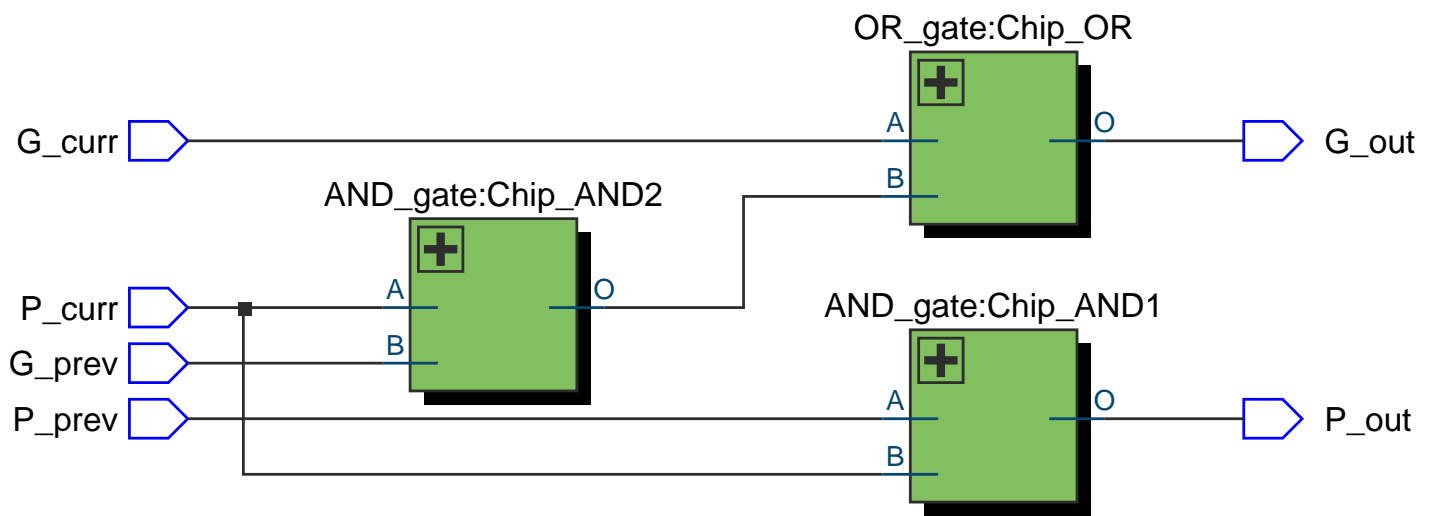 OR_gate:Chip_OR
G_curr
A
O
G_out
B
AND_gate:Chip_AND2
P_curr
A
O
AND_gate:Chip_AND1
G_prev
B
P_prev
A
O
P_out
B